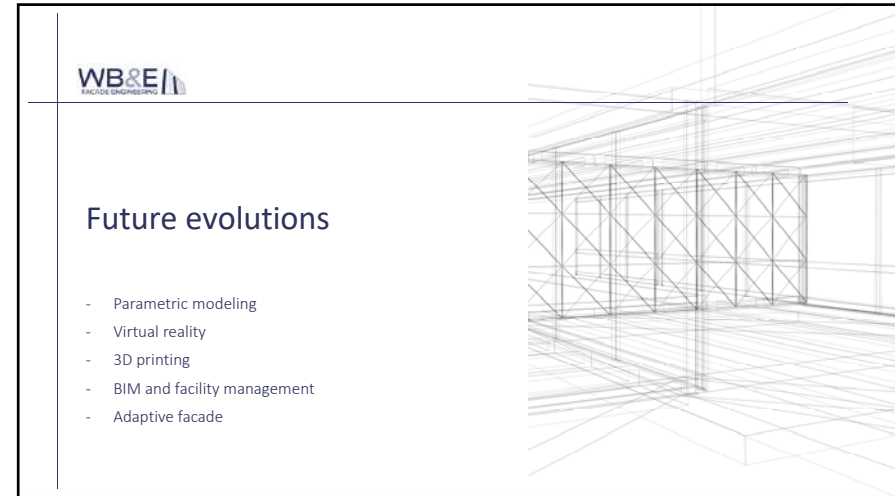 WB&E
FACADE ENGINEERING
Future evolutions
- Parametric modeling
- Virtual reality
- 3D printing
- BIM and facility management
- Adaptive facade